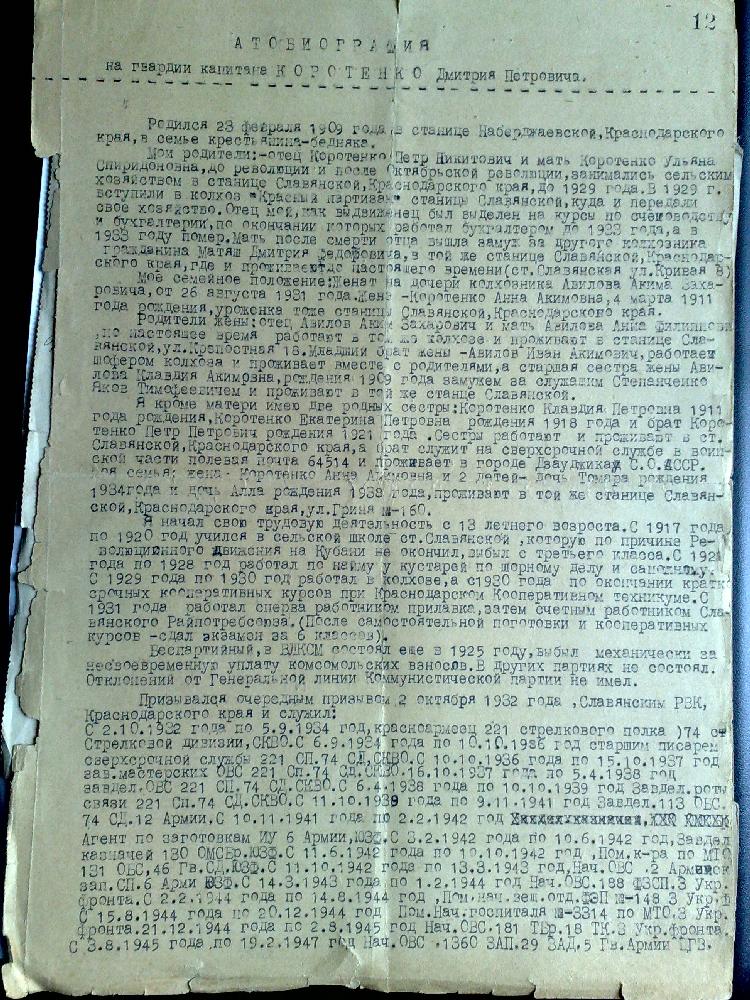 12
АТОБИОГРАФИЯ
на гвардии капитана КОРОТЕНКО Дмитрия Петровича.
Родился 23 февраля 1909 года,в станице Наберджаевской,Краснодарского
края,в семье крестьянина-бедняка.
Мои родители:-отец Коротенко Петр Никитович и мать Коротенко Ульяна
Спиридоновна,до революции и после Октябрьской революции,занимались сельским
хозяйством в станице Славянской,Краснодарского края,до 1929 года.В 1929 г.
вступили в колхоз "Красный партизан" станицы Славянской,куда и передали
свое хозяйство.Отец мой,как выдвиженец был выделен на курсы по счетоводству
и бухгалтерии,по окончании которых работал бухгалтером до 1933 года,а в
1933 году помер.Мать после смерти отца вышла замуж за другого колхозника
гражданина Матяш Дмитрия Федоровича,в той же станице Славянской,Краснодар-
ского края,где и проживают до настоящего времени(ст.Славянская ул.Кривая 8)
Мое семейное положение:Женат на дочери колхозника Авилова Акима Заха-
ровича,от 26 августа 1931 года.Жена -Коротенко Анна Акимовна,4 марта 1911
года рождения,уроженка тоже станицы Славянской,Краснодарского края.
Родители жены:отец Авилов Аким Захарович и мать Авилова Анна Филиппов
,по настоящее время работают в том же колхозе и проживают в станице Сла-
вянской,ул.Крепостная 18.Младший брат жены -Авилов Иван Акимович,работает
шофером колхоза и проживает вместе с родителями,а старшая сестра жены Ави-
лова Клавдия Акимовна,рождения 1909 года замужем за служащим Степанченко
Яков Тимофеевичем и проживают в той же станце Славянской.
Я кроме матери имею две родных сестры:Коротенко Клавдия Петровна 1911
года рождения,Коротенко Екатерина Петровна рождения 1918 года и брат Коро-
тенко Петр Петрович рождения 1921 года .Сестры работают и проживают в ст.
Славянской,Краснодарского края,а брат служит на сверхсрочной службе в воин-
ской части полевая почта 64514 и проживает в городе Дзауджикау С.О.АССР.
семья: жена- Коротенко Анна Акимовна и 2 детей- дочь Томара рождения
1934года и дочь Алла рождения 1938 года,проживают в той же станице Славян-
ской,Краснодарского края,ул.Грина №-160.
Я начал свою трудовую деятельность с 13 летнего возроста.С 1917 года
по 1920 год учился в сельской школе ст.Славянской ,которую по причине Ре-
волюционного движения на Кубани не окончил,выбыл с третьего класса.С 192
года по 1928 год работал по найму у кустарей по шорному делу и сапожному.
С 1929 года по 1930 год работал в колхозе,а с1930 года по окончании кратк
срочных кооперативных курсов при Краснодарском Кооперативном техникуме.С
1931 года работал сперва работником прилавка,затем счетным работником Сла-
вянского Райпотребсоюза.(После самостоятельной поготовки и кооперативных
курсов -сдал экзамен за 6 классов).
Беспартийный,в ВЛКСМ состоял еще в 1925 году,выбыл механически за
несвоевременную уплату комсомольских взносов.В других партиях не состоял.
Отклонений от Генеральной линии Коммунистической партии не имел.
Призывался очередным призывом,2 октября 1932 года ,Славянским РВК,
Краснодарского края и служил:
С 2.10.1932 года по 5.9.1934 год,красноармеец 221 стрелкового полка )74 ст
Стрелковой дивизии,СКВО.С 6.9.1934 года по 10.10.1936 год старшим писарем
сверхсрочной службы 221 СП.74 СД.СКВО.С 10.10.1936 года по 15.10.1937 год
зав.мастерских ОВС 221 СП.74 СД.СКВО.16.10.1937 года по 5.4.1938 год
завдел.ОВС 221 СП.74 СД.СКВО.С 6.4.1938 года по 10.10.1939 год Завдел.роты
связи 221 СП.74 СД.СКВО.С 11.10.1939 года по 9.11.1941 год Завдел.113 ОБС.
74 СД.12 Армии.С 10.11.1941 года по 2.2.1942 год
Агент по заготовкам ИУ 6 Армии,ЮЗФ.С 3.2.1942 года по 10.6.1942 год,Завдел
казначей 130 ОМСБр.ЮЗФ.С 11.6.1942 года по 10.10.1942 год ,Пом.к-ра по МТО
131 ОБС,46 Гв.СД.ЮЗФ.С 11.10.1942 года по 13.3.1943 год,Нач.ОВС .2 Армейск
зап.СП.6 Арми ЮЗФ.С 14.3.1943 года по 1.2.1944 год Нач.ОВС.188 ФЗСП.3 Укр.
фронта.С 2.2.1944 года по 14.8.1944 год ,Пом.нач.вещ.отд.ФЭП №-148 3 Укр.ф
С 15.8.1944 года по 20.12.1944 год Пом.Нач.госпиталя №-3314 по МТО.3 Укр.
фронта.21.12.1944 года по 2.8.1945 год Нач.ОВС.181 ТБр.18 ТК.3 Укр.фронта.
С 3.8.1945 года ,по 19.2.1947 год Нач.ОВС .1360 ЗАП.29 ЗАД.5 Гв.Армии ЦГВ.